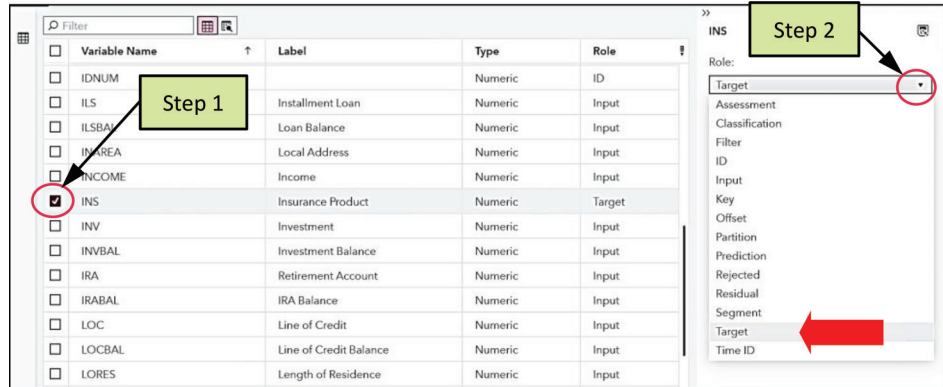 Filter
Variable Name ↑ Label Type Role
IDNUM Numeric ID
ILS Installment Loan Numeric Input
ILSBAL Loan Balance Numeric Input
INAREA Local Address Numeric Input
INCOME Income Numeric Input
INS Insurance Product Numeric Target
INV Investment Numeric Input
INVBAL Investment Balance Numeric Input
IRA Retirement Account Numeric Input
IRABAL IRA Balance Numeric Input
LOC Line of Credit Numeric Input
LOCBAL Line of Credit Balance Numeric Input
LORES Length of Residence Numeric Input
Step 1
»
INS
Step 2
Role:
Target
Assessment
Classification
Filter
ID
Input
Key
Offset
Partition
Prediction
Rejected
Residual
Segment
Target
Time ID